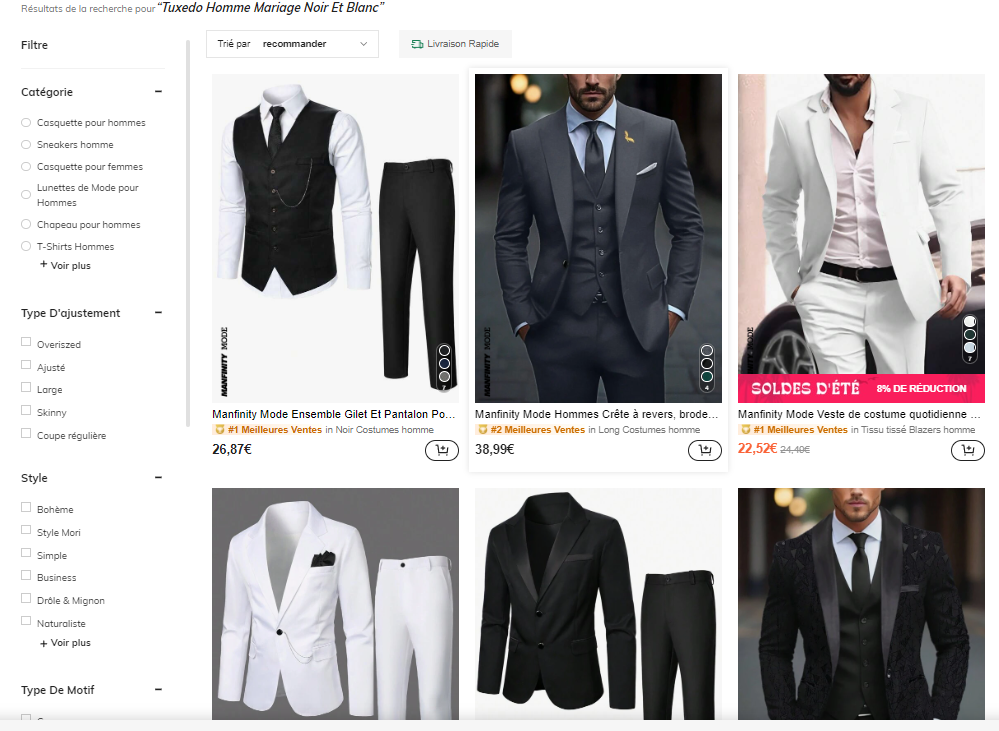 Résultats de la recherche pour “Tuxedo Homme Mariage Noir Et Blanc”
Filtre
Trié par recommander
Livraison Rapide
Catégorie
Casquette pour hommes
Sneakers homme
Casquette pour femmes
Lunettes de Mode pour
Hommes
Chapeau pour hommes
T-Shirts Hommes
+ Voir plus
Type D'ajustement
Overiszed
Ajusté
Large
Skinny
Coupe régulière
Style
Bohème
Style Mori
Simple
Business
Drôle & Mignon
Naturaliste
+ Voir plus
Type De Motif
MANFINITY MODE
7
Manfinity Mode Ensemble Gilet Et Pantalon Po...
#1 Meilleures Ventes in Noir Costumes homme
26,87€
MANFINITY MODE
4
Manfinity Mode Hommes Crête à revers, brode...
#2 Meilleures Ventes in Long Costumes homme
38,99€
MANFINITY MODE
7
SOLDES D'ÉTÉ 8% DE RÉDUCTION
Manfinity Mode Veste de costume quotidienne ...
#1 Meilleures Ventes in Tissu tissé Blazers homme
22,52€ 24,49€